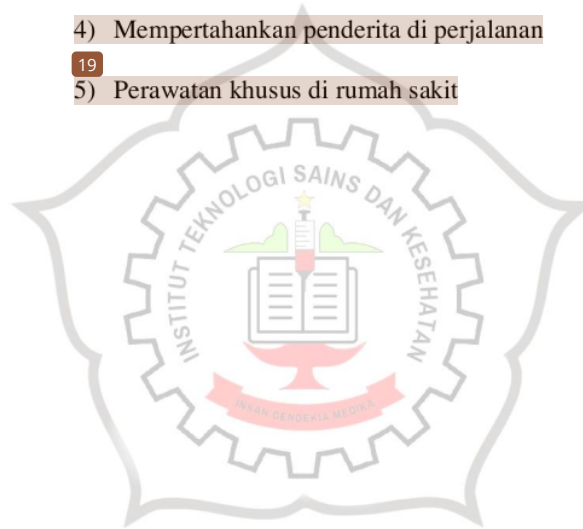 4) Mempertahankan penderita di perjalanan
19
5) Perawatan khusus di rumah sakit
INSTITUT TEKNOLOGI SAINS DAN KESEHATAN
INSAN CENDEKIA MEDIKA